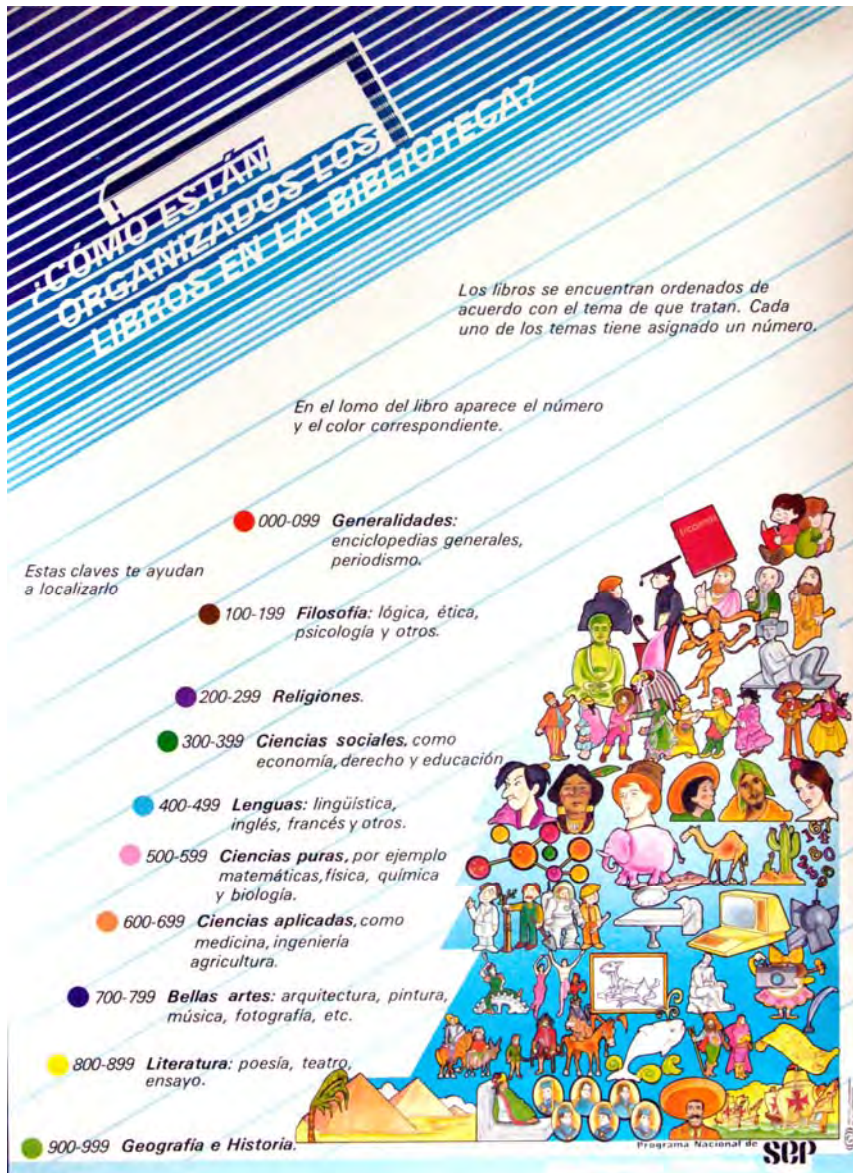 ¿CÓMO ESTÁN
ORGANIZADOS LOS
LIBROS EN LA BIBLIOTECA?
Los libros se encuentran ordenados de
acuerdo con el tema de que tratan. Cada
uno de los temas tiene asignado un número.
En el lomo del libro aparece el número
y el color correspondiente.
Estas claves te ayudan
a localizarlo
000-099 Generalidades:
enciclopedias generales,
periodismo.
100-199 Filosofía: lógica, ética,
psicología y otros.
200-299 Religiones.
300-399 Ciencias sociales, como
economía, derecho y educación
400-499 Lenguas: lingüística,
inglés, francés y otros.
500-599 Ciencias puras, por ejemplo
matemáticas, física, química
y biología.
600-699 Ciencias aplicadas, como
medicina, ingeniería
agricultura.
700-799 Bellas artes: arquitectura, pintura,
música, fotografía, etc.
800-899 Literatura: poesía, teatro,
ensayo.
900-999 Geografía e Historia.
Programa Nacional de
SEP